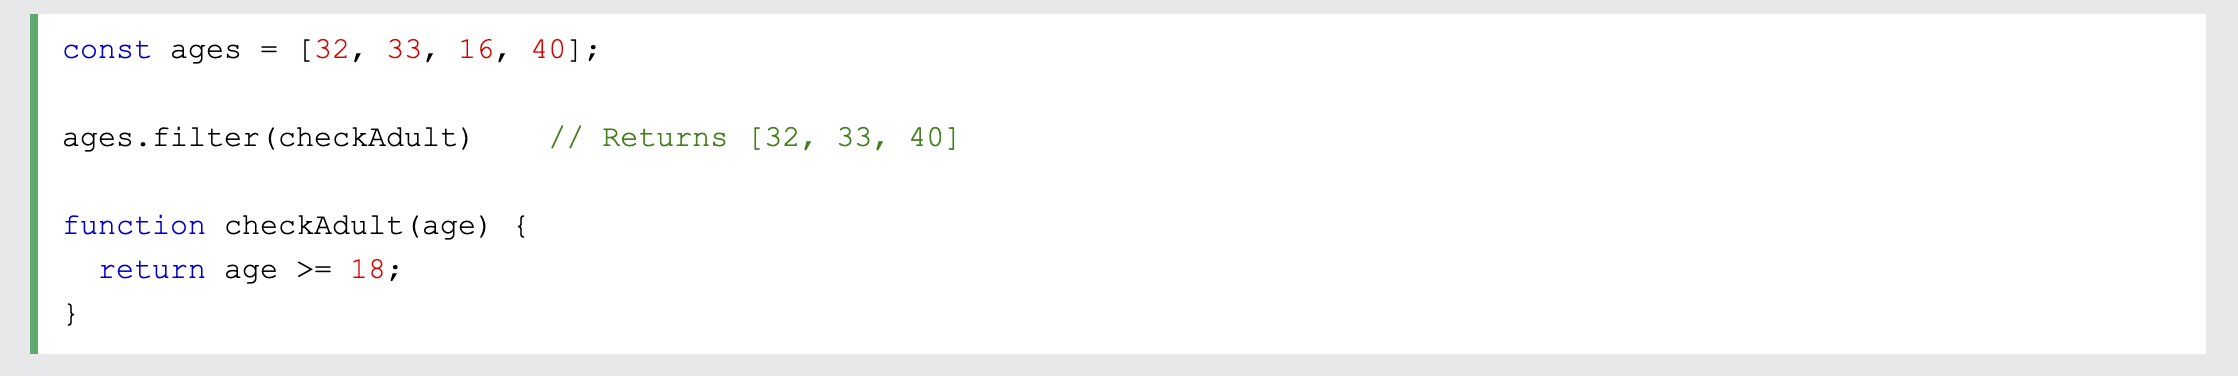 const ages = [32, 33, 16, 40];
ages.filter(checkAdult)    // Returns [32, 33, 40]
function checkAdult(age) {
  return age >= 18;
}